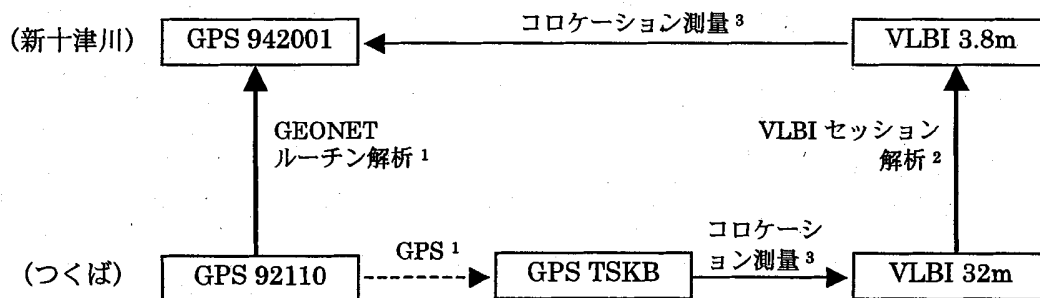 コロケーション測量 3
(新十津川)
GPS 942001
VLBI 3.8m
GEONET
ルーチン解析 1
VLBI セッション
解析 2
コロケーシ
ョン測量 3
GPS 1
(つくば)
GPS 92110
GPS TSKB
VLBI 32m